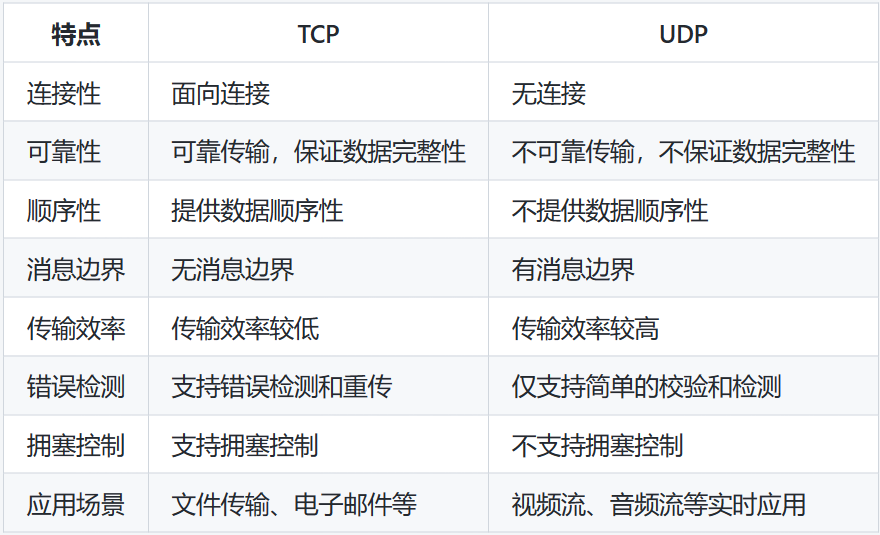 特点 TCP UDP
连接性 面向连接 无连接
可靠性 可靠传输，保证数据完整性 不可靠传输，不保证数据完整性
顺序性 提供数据顺序性 不提供数据顺序性
消息边界 无消息边界 有消息边界
传输效率 传输效率较低 传输效率较高
错误检测 支持错误检测和重传 仅支持简单的校验和检测
拥塞控制 支持拥塞控制 不支持拥塞控制
应用场景 文件传输、电子邮件等 视频流、音频流等实时应用